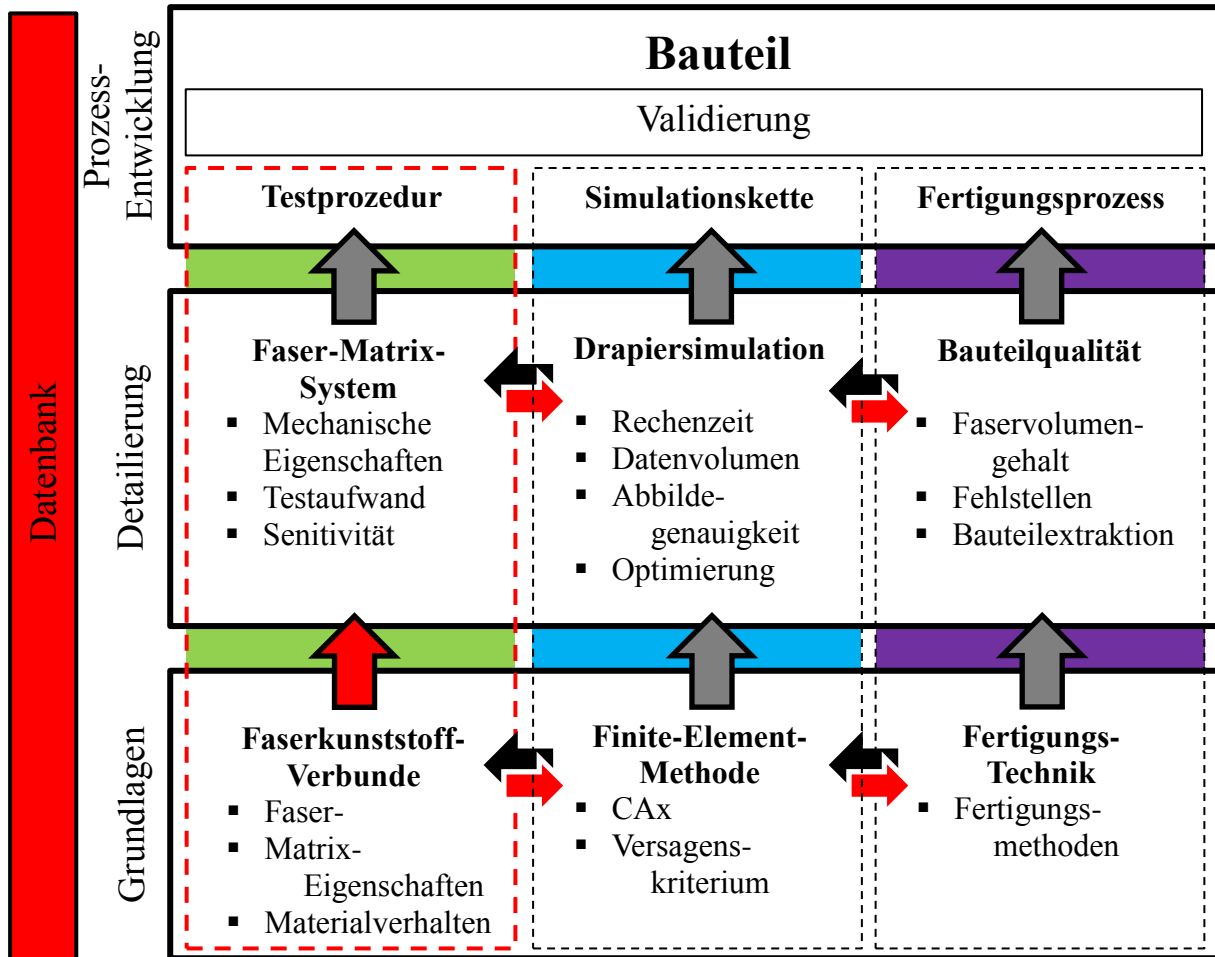 Datenbank
Prozess-
Entwicklung
Bauteil
Validierung
Testprozedur
Simulationskette
Fertigungsprozess
Detailierung
Faser-Matrix-
System
▪ Mechanische
Eigenschaften
▪ Testaufwand
▪ Senitivität
Drapiersimulation
▪ Rechenzeit
▪ Datenvolumen
▪ Abbilde-
genauigkeit
▪ Optimierung
Bauteilqualität
▪ Faservolumen-
gehalt
▪ Fehlstellen
▪ Bauteilextraktion
Grundlagen
Faserkunststoff-
Verbunde
▪ Faser-
▪ Matrix-
Eigenschaften
▪ Materialverhalten
Finite-Element-
Methode
▪ CAx
▪ Versagens-
kriterium
Fertigungs-
Technik
▪ Fertigungs-
methoden